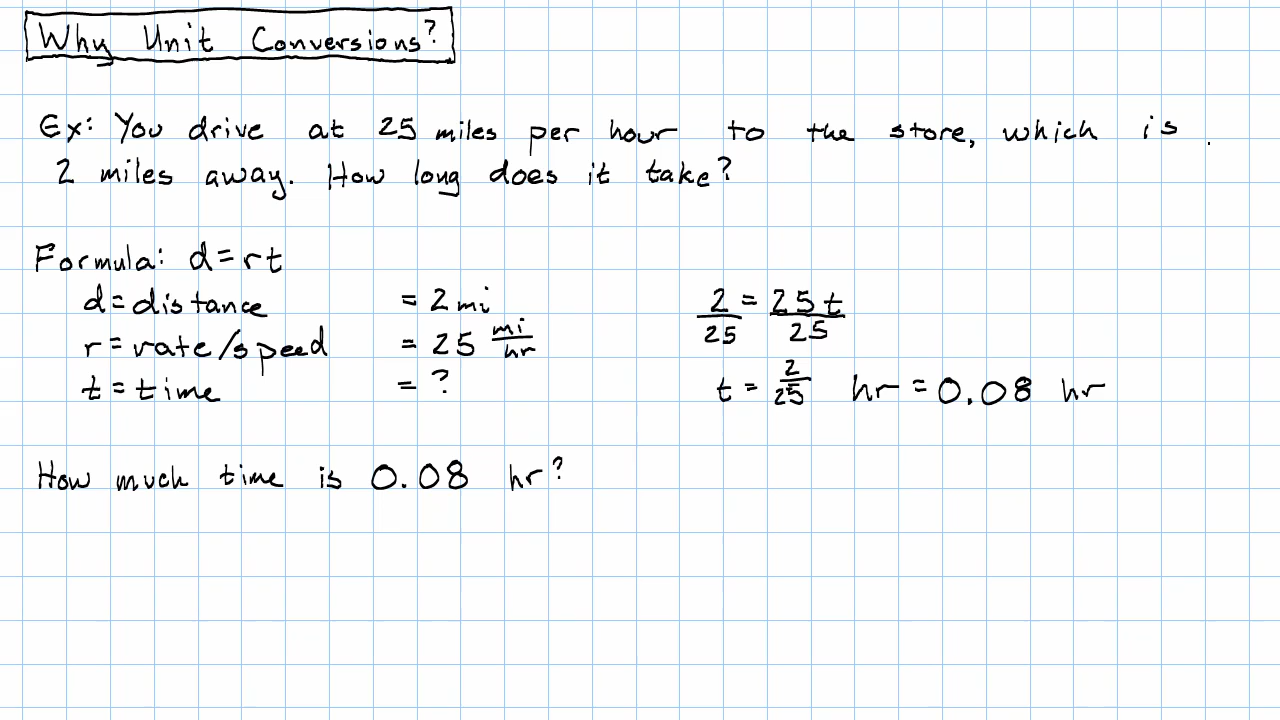 Why Unit Conversions?
Ex: You drive at 25 miles per hour to the store, which is
2 miles away. How long does it take?
Formula: d=rt
d=distance = 2 mi
r=rate/speed = 25 mi/hr
t=time = ?
2/25 = 25t/25
t = 2/25 hr = 0.08 hr
How much time is 0.08 hr?